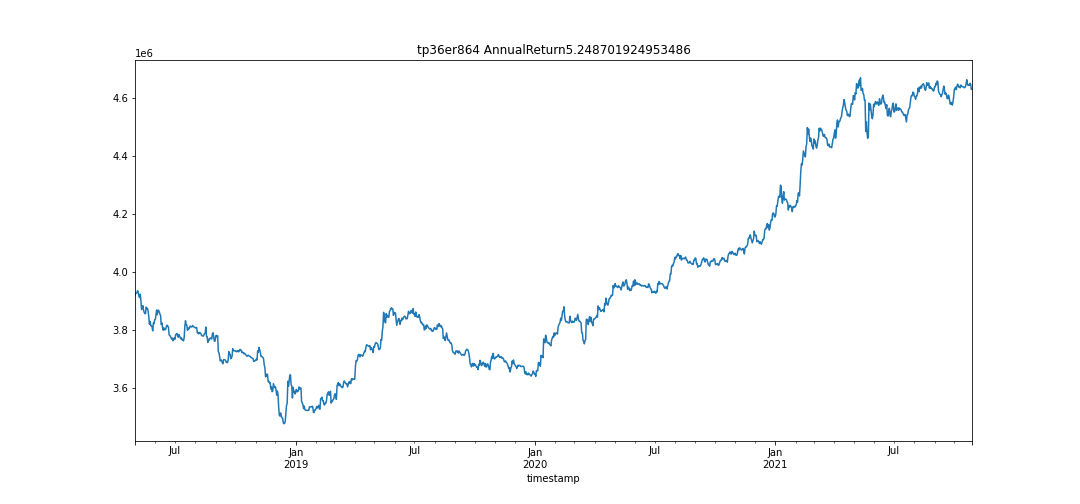 tp36er864 AnnualReturn5.248701924953486
1e6
4.6
4.4
4.2
4.0
3.8
3.6
Jul Jan Jul Jan Jul Jan Jul
2019 2020 2021
timestamp